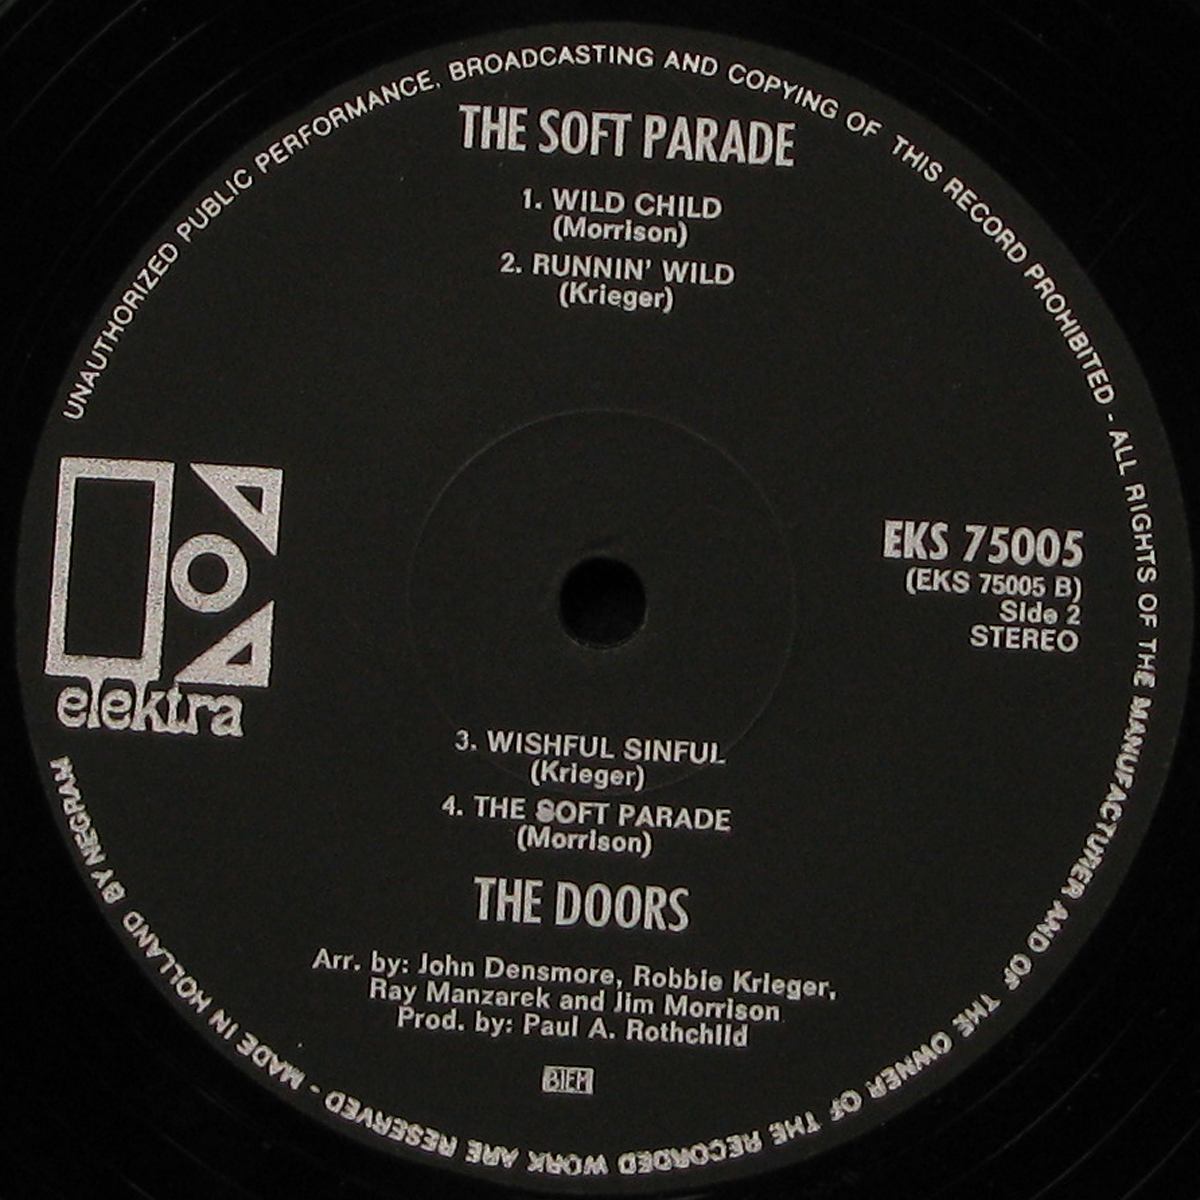 UNAUTHORIZED PUBLIC PERFORMANCE, BROADCASTING AND COPYING OF THIS RECORD PROHIBITED - ALL RIGHTS OF THE MANUFACTURER AND OF THE OWNER OF THE RECORDED WORK ARE RESERVED - MADE IN HOLLAND BY NEGRAM
THE SOFT PARADE
1. WILD CHILD
(Morrison)
2. RUNNIN' WILD
(Krieger)
elektra
EKS 75005
(EKS 75005 B)
Side 2
STEREO
3. WISHFUL SINFUL
(Krieger)
4. THE SOFT PARADE
(Morrison)
THE DOORS
Arr. by: John Densmore, Robbie Krieger,
Ray Manzarek and Jim Morrison
Prod. by: Paul A. Rothchild
BIEM